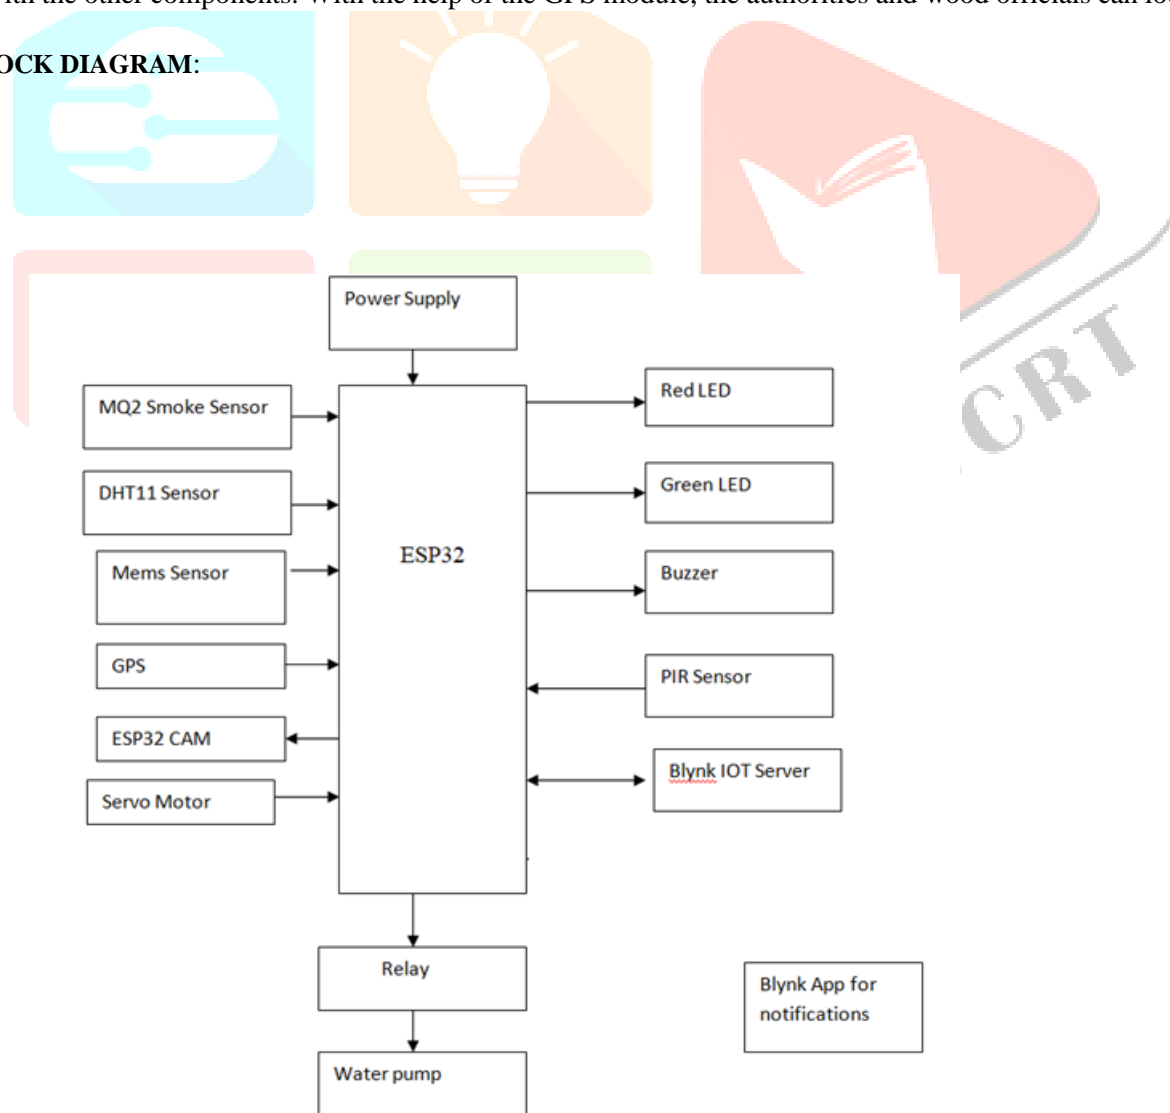 with the other components. With the help of the GPS module, the authorities and wood officials can
OCK DIAGRAM:
Power Supply
MQ2 Smoke Sensor
Red LED
DHT11 Sensor
Green LED
ESP32
Mems Sensor
Buzzer
GPS
PIR Sensor
ESP32 CAM
Blynk IOT Server
Servo Motor
Relay
Blynk App for
notifications
Water pump
CRT